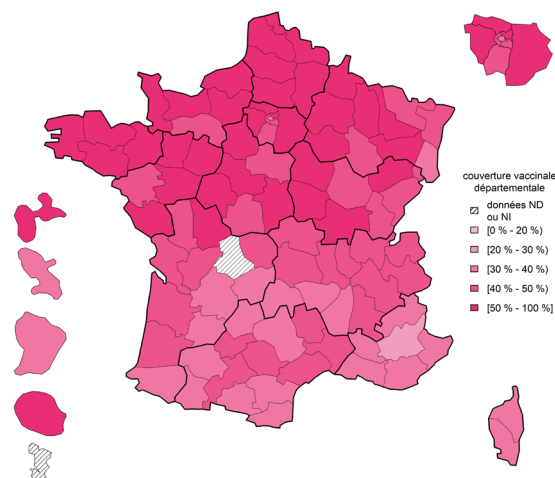 couverture vaccinale
départementale
données ND
ou NI
[0 % - 20 %)
[20 % - 30 %)
[30 % - 40 %)
[40 % - 50 %)
[50 % - 100 %]